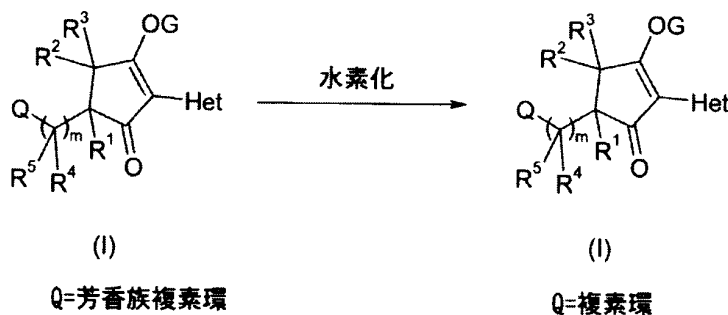 R³ OG
R²
Het
Q ( )m
R¹
O
R⁵ R⁴
(I)
Q=芳香族複素環
水素化
R³ OG
R²
Het
Q ( )m
R¹
O
R⁵ R⁴
(I)
Q=複素環